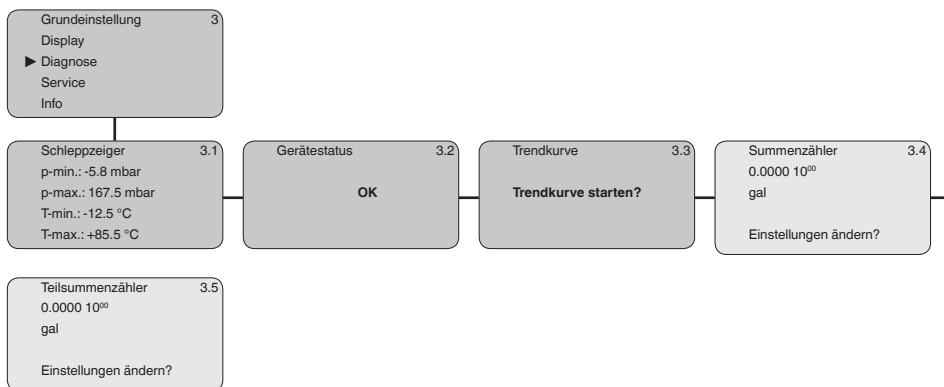 Grundeinstellung 3
Display
▶ Diagnose
Service
Info
Schleppzeiger 3.1
p-min.: -5.8 mbar
p-max.: 167.5 mbar
T-min.: -12.5 °C
T-max.: +85.5 °C
Gerätestatus 3.2
OK
Trendkurve 3.3
Trendkurve starten?
Summenzähler 3.4
0.0000 10⁰⁰
gal
Einstellungen ändern?
Teilsummenzähler 3.5
0.0000 10⁰⁰
gal
Einstellungen ändern?